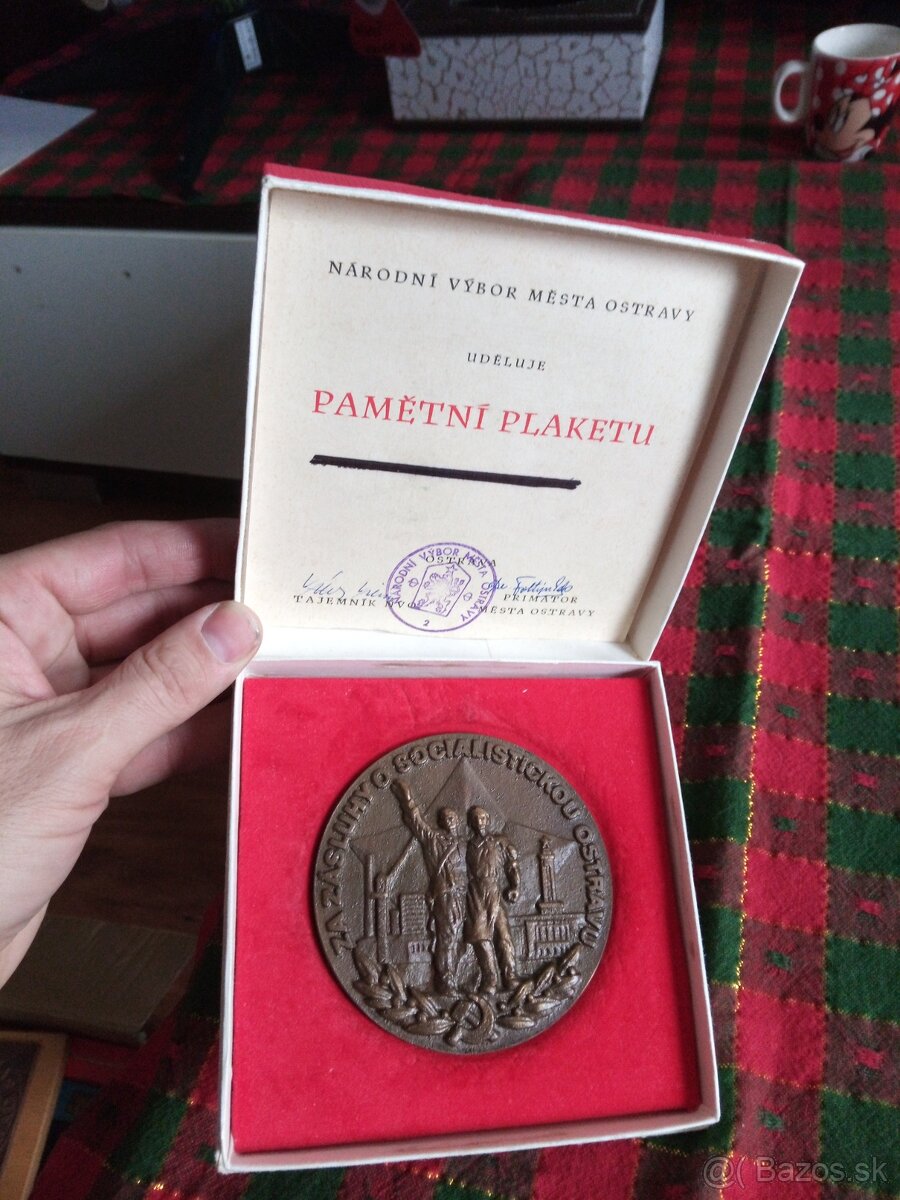 NÁRODNÍ VÝBOR MĚSTA OSTRAVY
UDĚLUJE
PAMĚTNÍ PLAKETU
NÁRODNÍ VÝBOR MĚSTA OSTRAVY
2
OSTRAVA
TAJEMNÍK NVO
PRIMÁTOR
MĚSTA OSTRAVY
ZA ZÁSLUHY O SOCIALISTICKOU OSTRAVU
@( Bazos.sk